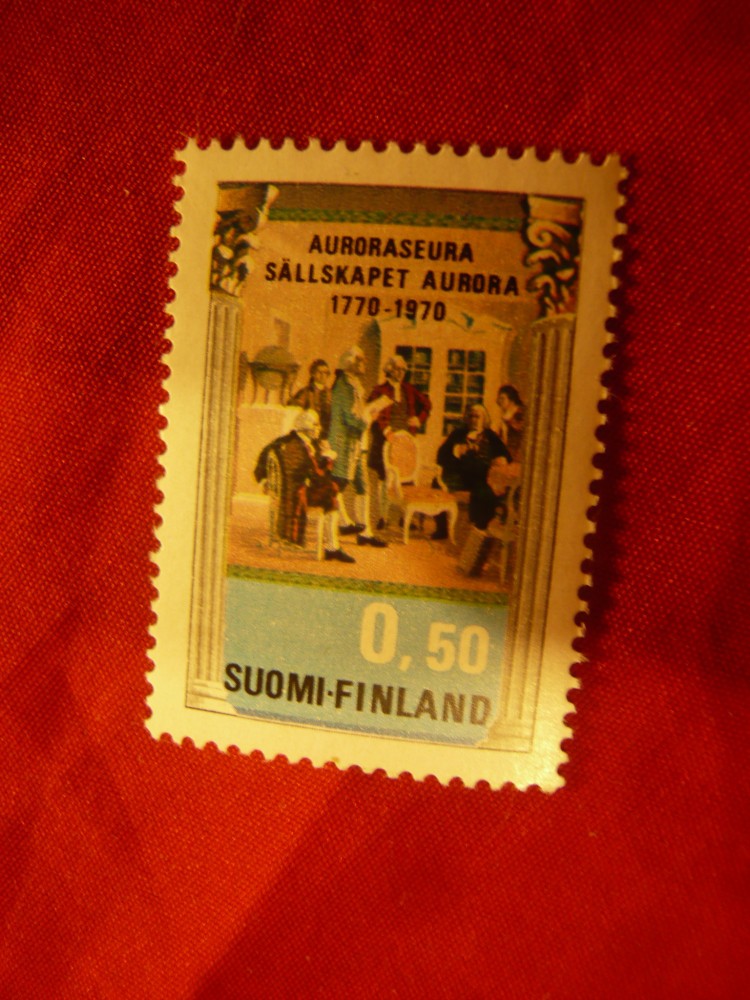 AURORASEURA
SÄLLSKAPET AURORA
1770-1970
0,50
SUOMI·FINLAND